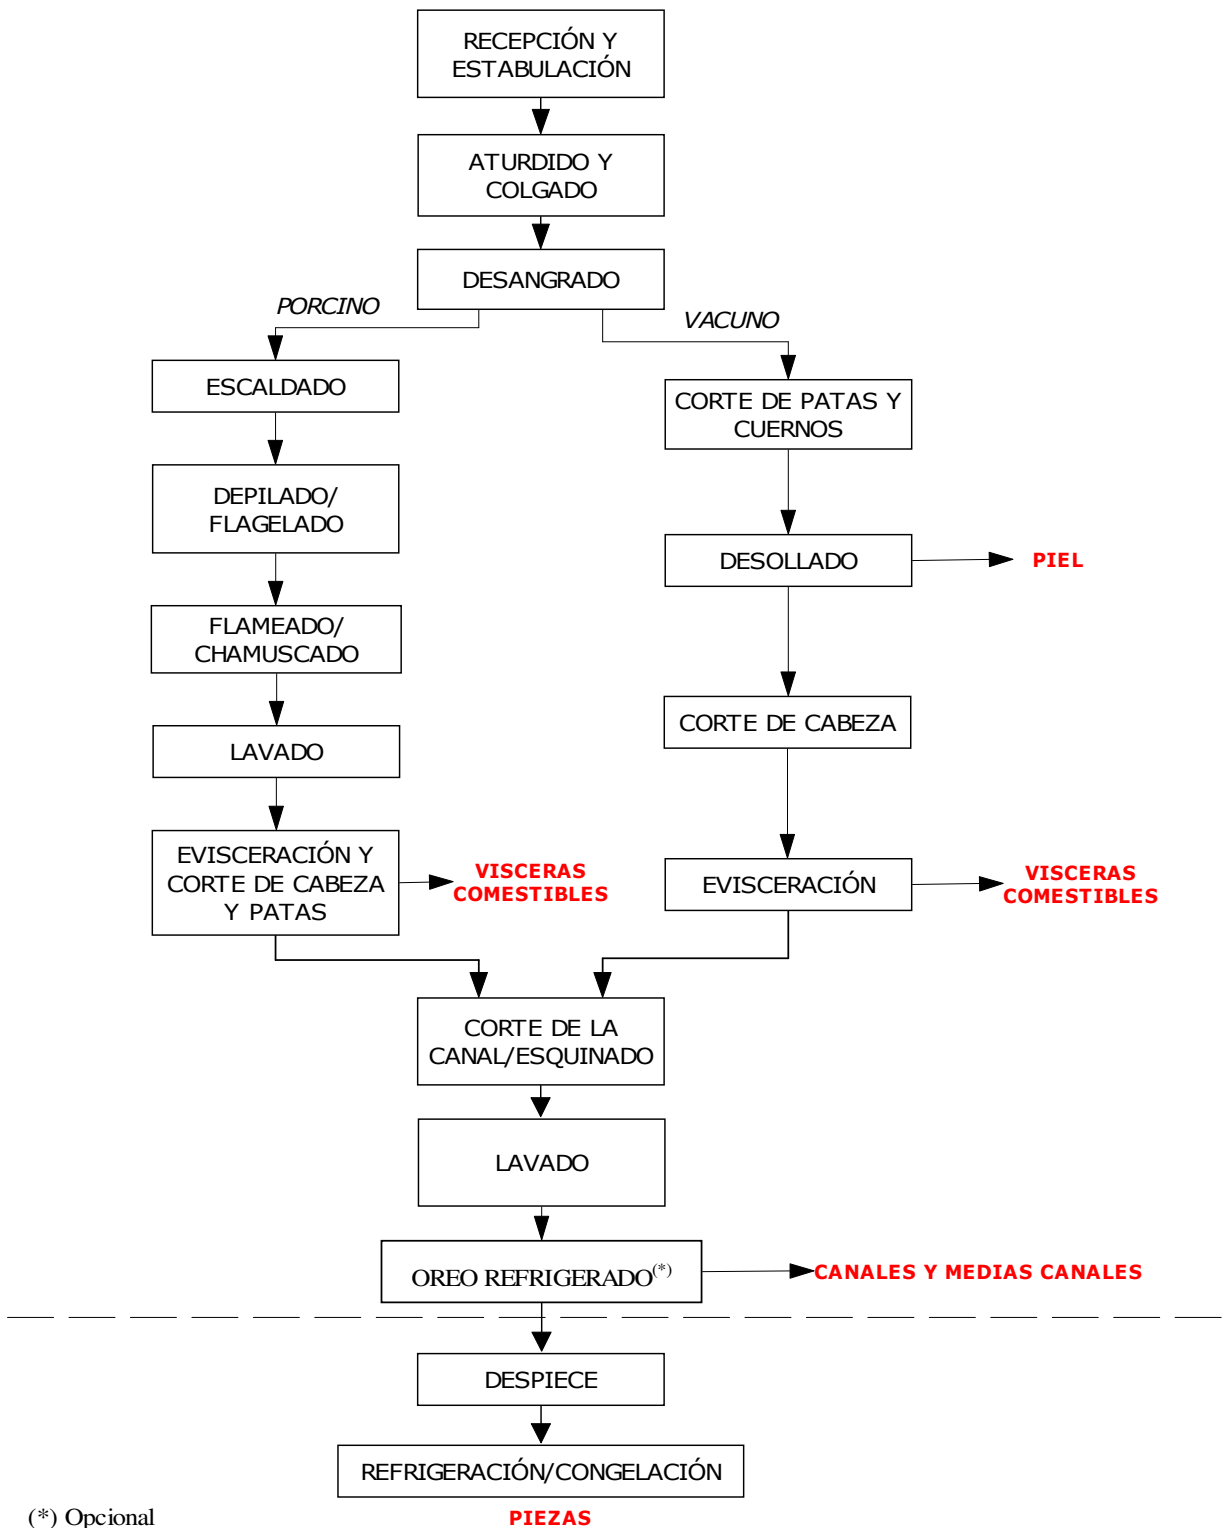 RECEPCIÓN Y
ESTABULACIÓN
ATURDIDO Y
COLGADO
DESANGRADO
PORCINO
VACUNO
ESCALDADO
CORTE DE PATAS Y
CUERNOS
DEPILADO/
FLAGELADO
DESOLLADO
PIEL
FLAMEADO/
CHAMUSCADO
CORTE DE CABEZA
LAVADO
EVISCERACIÓN Y
CORTE DE CABEZA
Y PATAS
VISCERAS
COMESTIBLES
EVISCERACIÓN
VISCERAS
COMESTIBLES
CORTE DE LA
CANAL/ESQUINADO
LAVADO
OREO REFRIGERADO(*)
CANALES Y MEDIAS CANALES
DESPIECE
REFRIGERACIÓN/CONGELACIÓN
(*) Opcional
PIEZAS